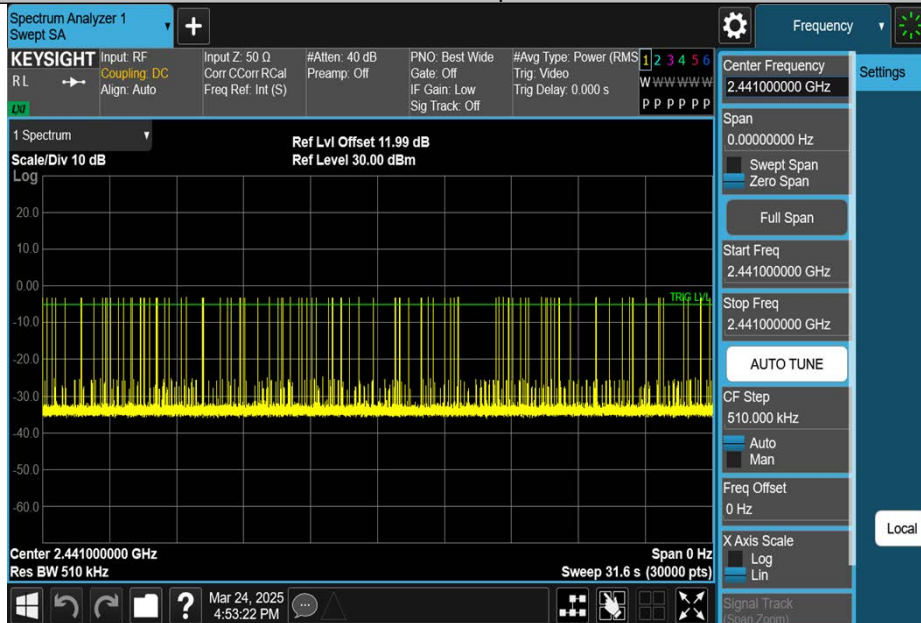 Spectrum Analyzer 1
Swept SA
Frequency
KEYSIGHT
R L
LXI
Input: RF
Coupling: DC
Align: Auto
Input Z: 50 Ω
Corr CCorr RCal
Freq Ref: Int (S)
#Atten: 40 dB
Preamp: Off
PNO: Best Wide
Gate: Off
IF Gain: Low
Sig Track: Off
#Avg Type: Power (RMS
Trig: Video
Trig Delay: 0.000 s
1 2 3 4 5 6
W W W W W W
P P P P P P
1 Spectrum
Scale/Div 10 dB
Log
Ref Lvl Offset 11.99 dB
Ref Level 30.00 dBm
20.0
10.0
0.00
TRIG LVL
-10.0
-20.0
-30.0
-40.0
-50.0
-60.0
Center 2.441000000 GHz
Res BW 510 kHz
Span 0 Hz
Sweep 31.6 s (30000 pts)
Mar 24, 2025
4:53:22 PM
Center Frequency
2.441000000 GHz
Span
0.00000000 Hz
Swept Span
Zero Span
Full Span
Start Freq
2.441000000 GHz
Stop Freq
2.441000000 GHz
AUTO TUNE
CF Step
510.000 kHz
Auto
Man
Freq Offset
0 Hz
X Axis Scale
Log
Lin
Signal Track
(Span Zoom)
Settings
Local